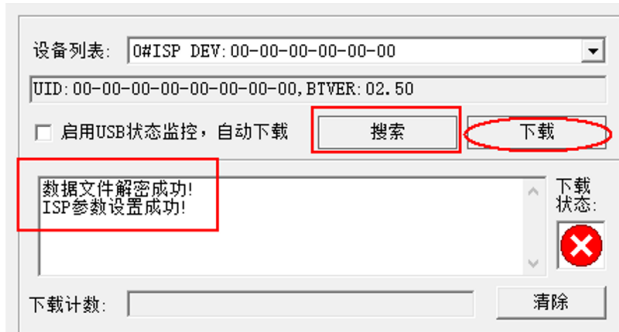 设备列表: 0#ISP DEV:00-00-00-00-00-00
UID:00-00-00-00-00-00-00-00,BTVER:02.50
启用USB状态监控，自动下载 搜索 下载
数据文件解密成功!
ISP参数设置成功!
下载
状态:
下载计数: 清除